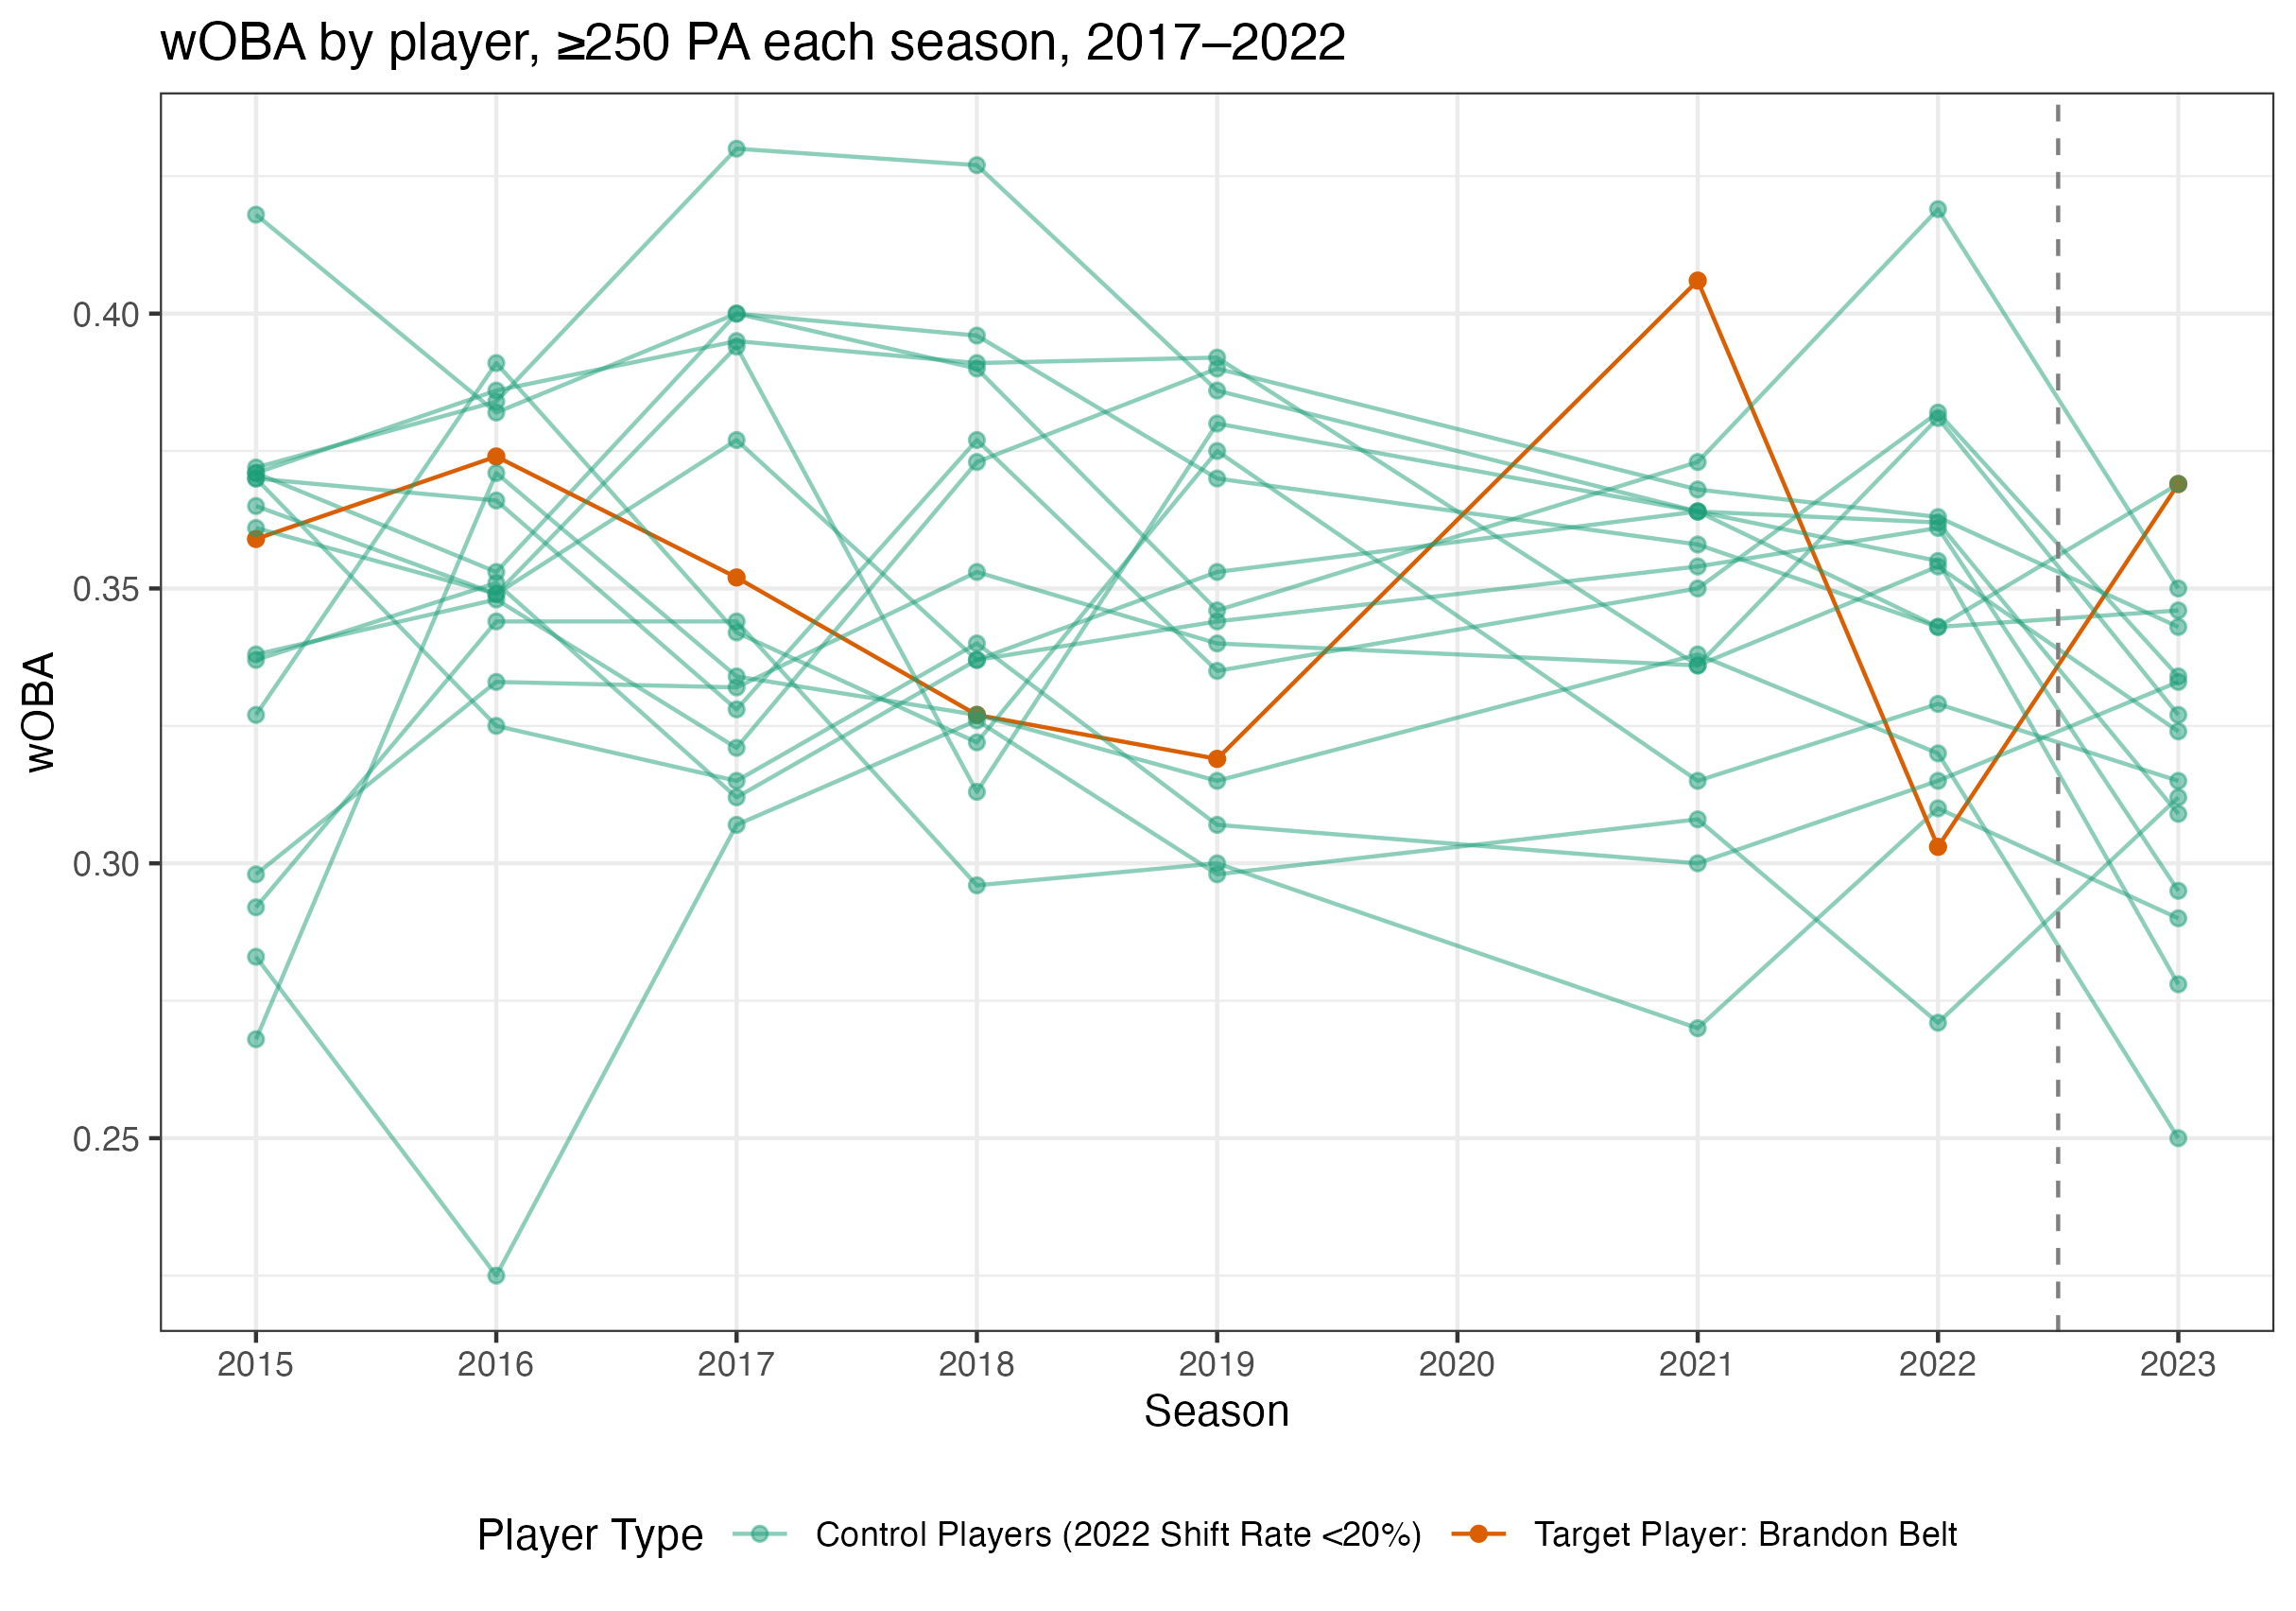 wOBA by player, ≥250 PA each season, 2017–2022
wOBA
0.40
0.35
0.30
0.25
2015 2016 2017 2018 2019 2020 2021 2022 2023
Season
Player Type Control Players (2022 Shift Rate <20%) Target Player: Brandon Belt